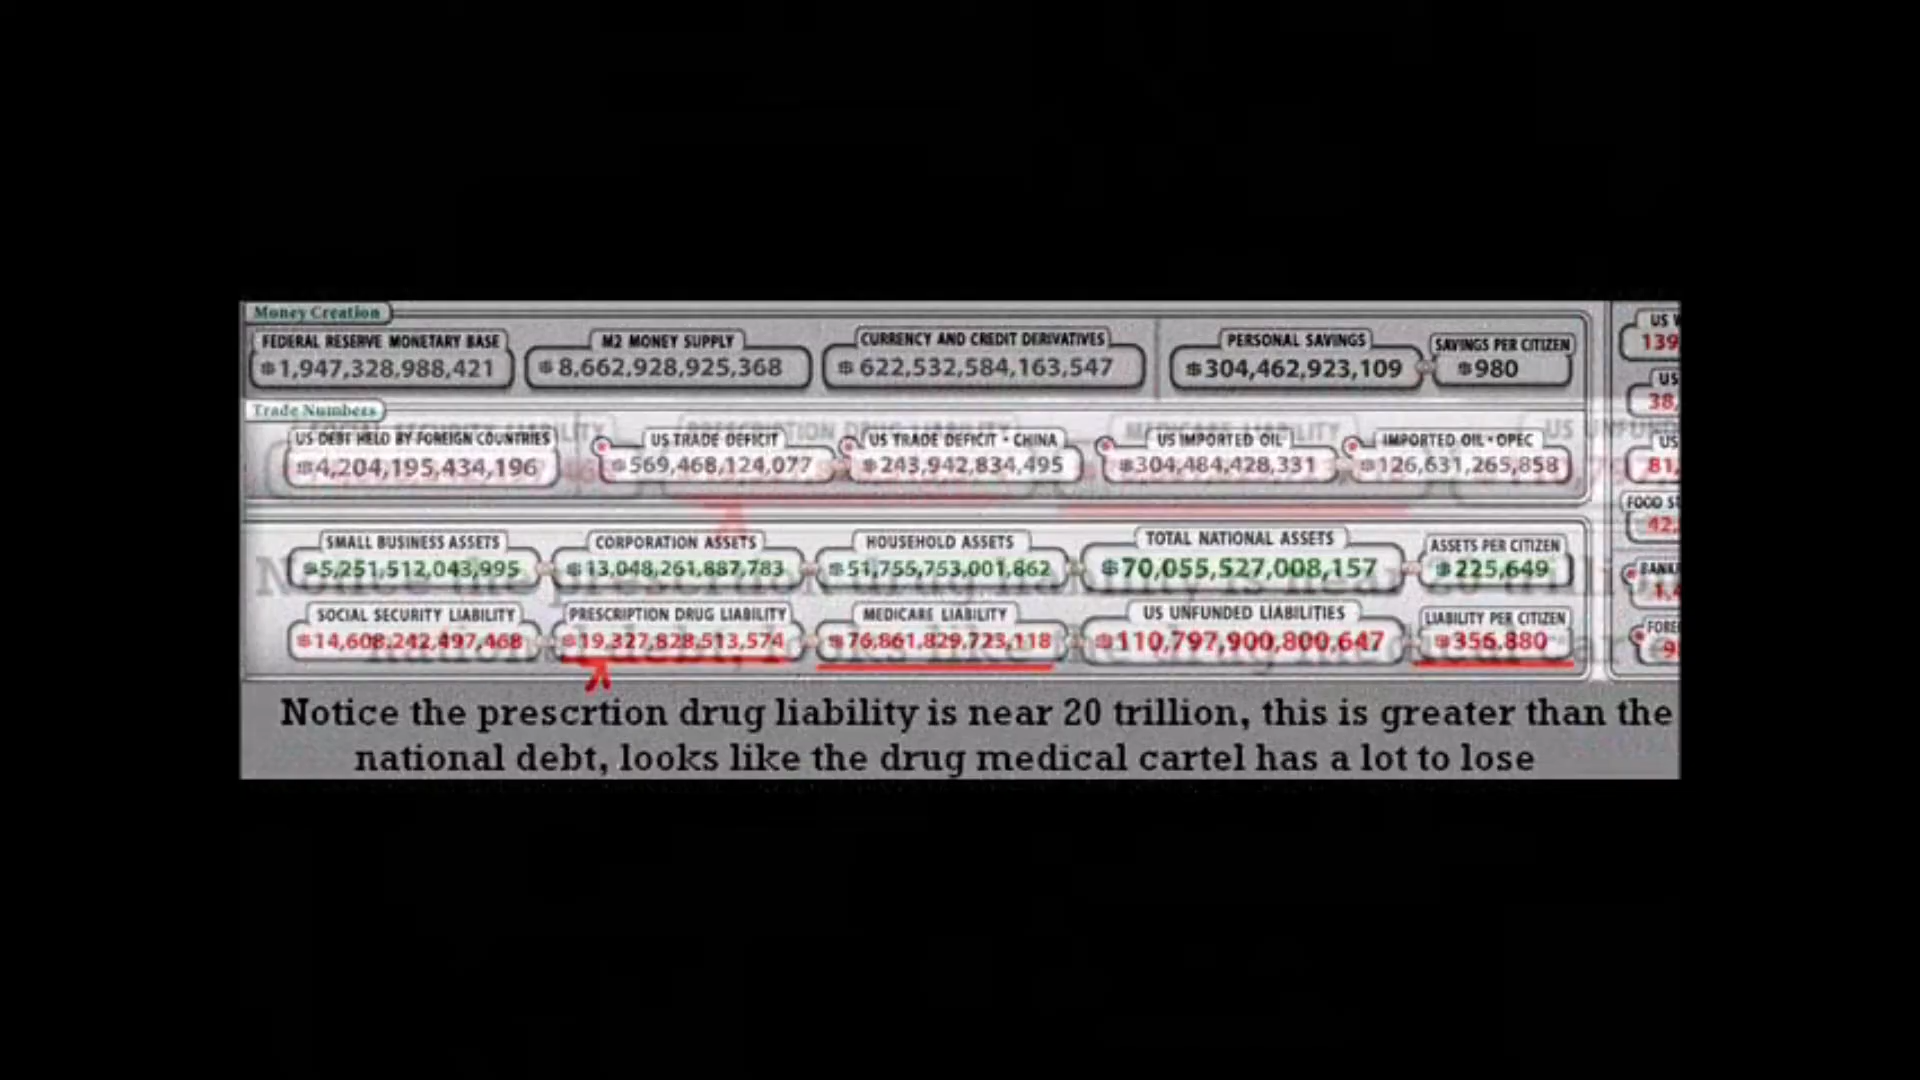 Money Creation
FEDERAL RESERVE MONETARY BASE
$1,947,328,988,421
M2 MONEY SUPPLY
$8,662,928,925,368
CURRENCY AND CREDIT DERIVATIVES
$622,532,584,163,547
PERSONAL SAVINGS
$304,462,923,109
SAVINGS PER CITIZEN
$980
US
139
US
38,
Trade Numbers
US DEBT HELD BY FOREIGN COUNTRIES
$4,204,195,434,196
US TRADE DEFICIT
$569,468,124,077
US TRADE DEFICIT - CHINA
$243,942,834,495
US IMPORTED OIL
$304,484,428,331
IMPORTED OIL - OPEC
$126,631,265,858
US
81,
FOOD
42,
SMALL BUSINESS ASSETS
$5,251,512,043,995
CORPORATION ASSETS
$13,048,261,887,783
HOUSEHOLD ASSETS
$51,755,753,001,862
TOTAL NATIONAL ASSETS
$70,055,527,008,157
ASSETS PER CITIZEN
$225,649
SOCIAL SECURITY LIABILITY
$14,608,242,497,468
PRESCRIPTION DRUG LIABILITY
$19,327,828,513,574
MEDICARE LIABILITY
$76,861,829,723,118
US UNFUNDED LIABILITIES
$110,797,900,800,647
LIABILITY PER CITIZEN
$356,880
Notice the prescrtion drug liability is near 20 trillion, this is greater than the
national debt, looks like the drug medical cartel has a lot to lose